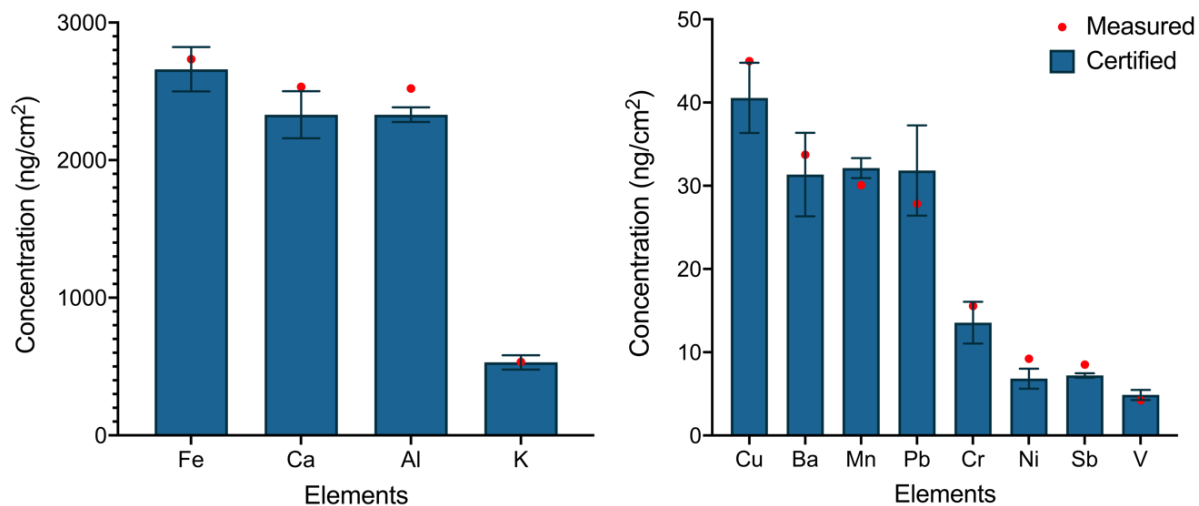 3000
2000
1000
0
Concentration (ng/cm²)
Fe Ca Al K
Elements
50
40
30
20
10
0
Concentration (ng/cm²)
Cu Ba Mn Pb Cr Ni Sb V
Elements
Measured
Certified